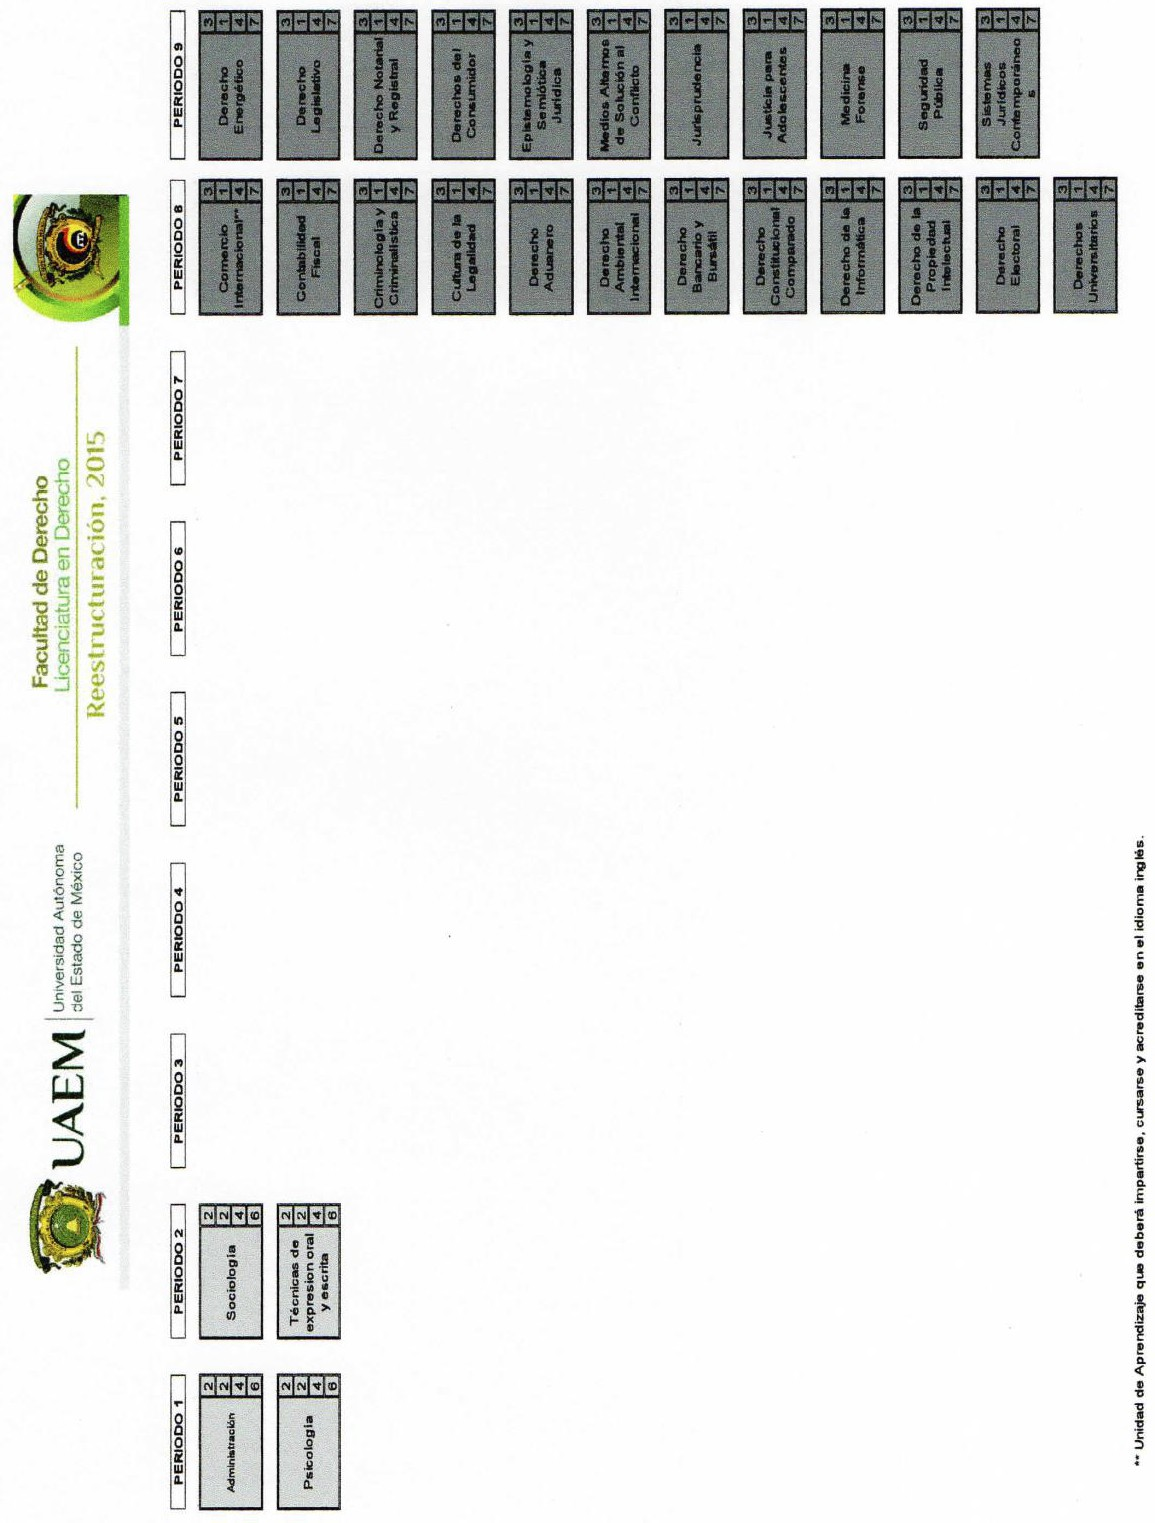 UAEM
Universidad Autónoma
del Estado de México
Facultad de Derecho
Licenciatura en Derecho
Reestructuración, 2015
PERIODO 1
PERIODO 2
PERIODO 3
PERIODO 4
PERIODO 5
PERIODO 6
PERIODO 7
PERIODO 8
PERIODO 9
Administración
2
2
4
6
Psicología
2
2
4
6
Sociología
2
2
4
6
Técnicas de
expresion oral
y escrita
2
2
4
6
Comercio
Internacional**
3
1
4
7
Contabilidad
Fiscal
3
1
4
7
Criminología y
Criminalística
3
1
4
7
Cultura de la
Legalidad
3
1
4
7
Derecho
Aduanero
3
1
4
7
Derecho
Ambiental
Internacional
3
1
4
7
Derecho
Bancario y
Bursátil
3
1
4
7
Derecho
Constitucional
Comparado
3
1
4
7
Derecho de la
Informática
3
1
4
7
Derecho de la
Propiedad
Intelectual
3
1
4
7
Derecho
Electoral
3
1
4
7
Derechos
Universitarios
3
1
4
7
Derecho
Energético
3
1
4
7
Derecho
Legislativo
3
1
4
7
Derecho Notarial
y Registral
3
1
4
7
Derechos del
Consumidor
3
1
4
7
Epistemología y
Semiótica
Jurídica
3
1
4
7
Medios Alternos
de Solución al
Conflicto
3
1
4
7
Jurisprudencia
3
1
4
7
Justicia para
Adolescentes
3
1
4
7
Medicina
Forense
3
1
4
7
Seguridad
Pública
3
1
4
7
Sistemas
Jurídicos
Contemporáneo
s
3
1
4
7
** Unidad de Aprendizaje que deberá impartirse, cursarse y acreditarse en el idioma inglés.